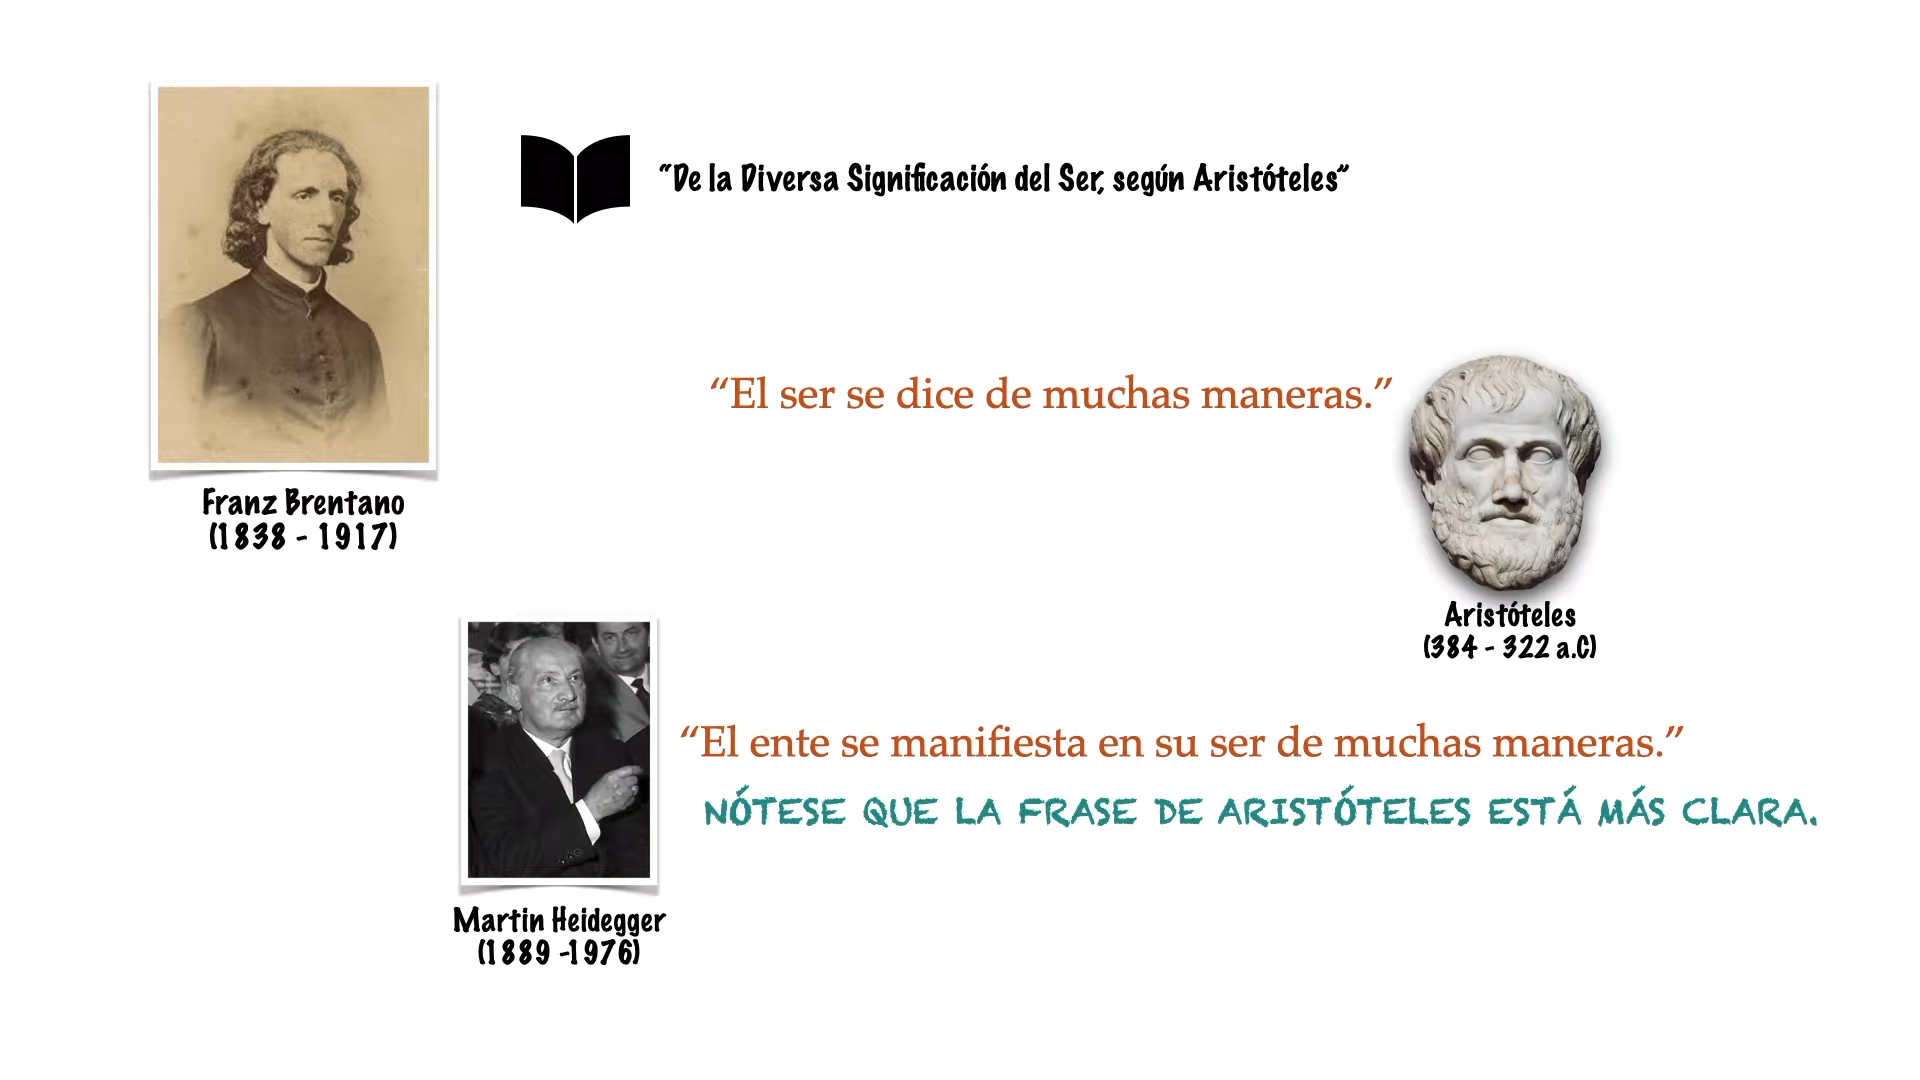 “De la Diversa Significación del Ser, según Aristóteles”
“El ser se dice de muchas maneras.”
Franz Brentano
(1838 - 1917)
Aristóteles
(384 - 322 a.C)
“El ente se manifiesta en su ser de muchas maneras.”
NÓTESE QUE LA FRASE DE ARISTÓTELES ESTÁ MÁS CLARA.
Martin Heidegger
(1889 -1976)